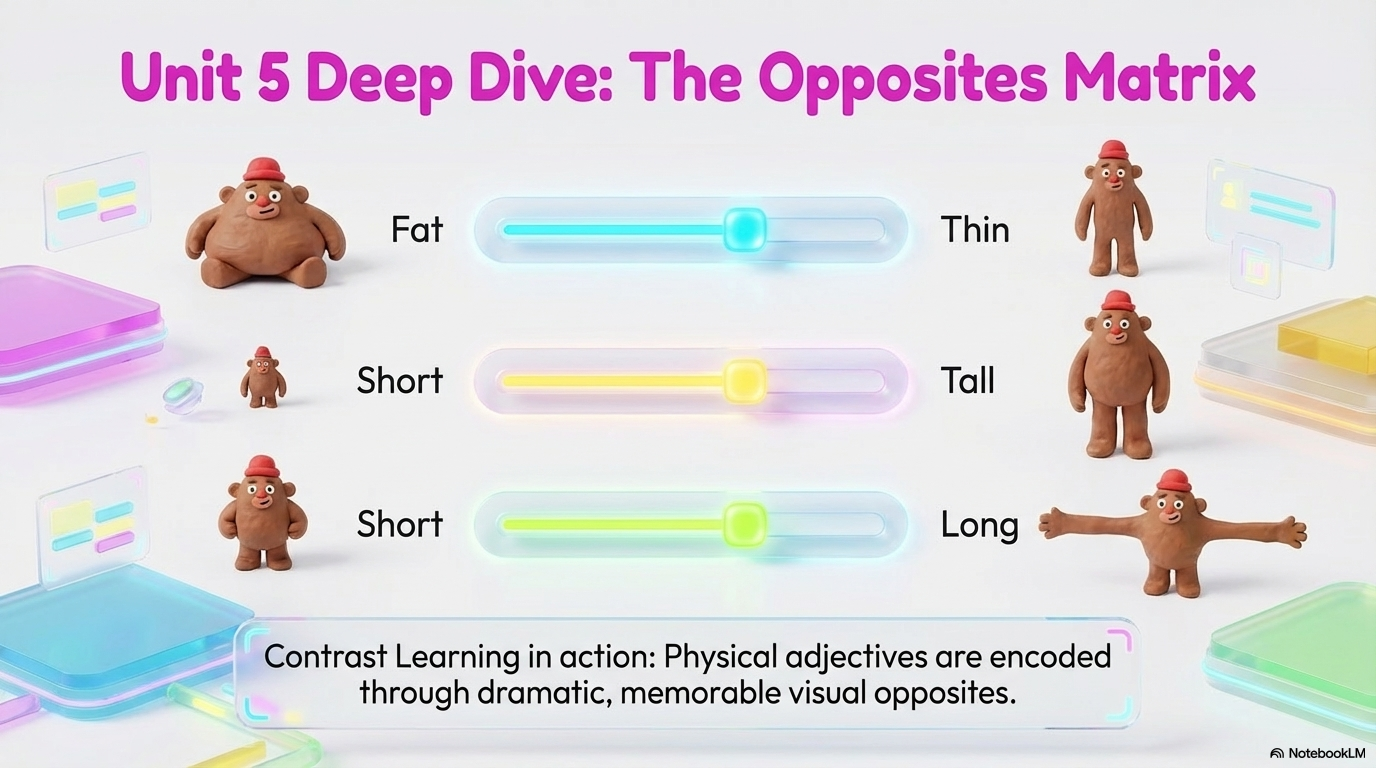 Unit 5 Deep Dive: The Opposites Matrix
Fat
Thin
Short
Tall
Short
Long
Contrast Learning in action: Physical adjectives are encoded
through dramatic, memorable visual opposites.
NotebookLM